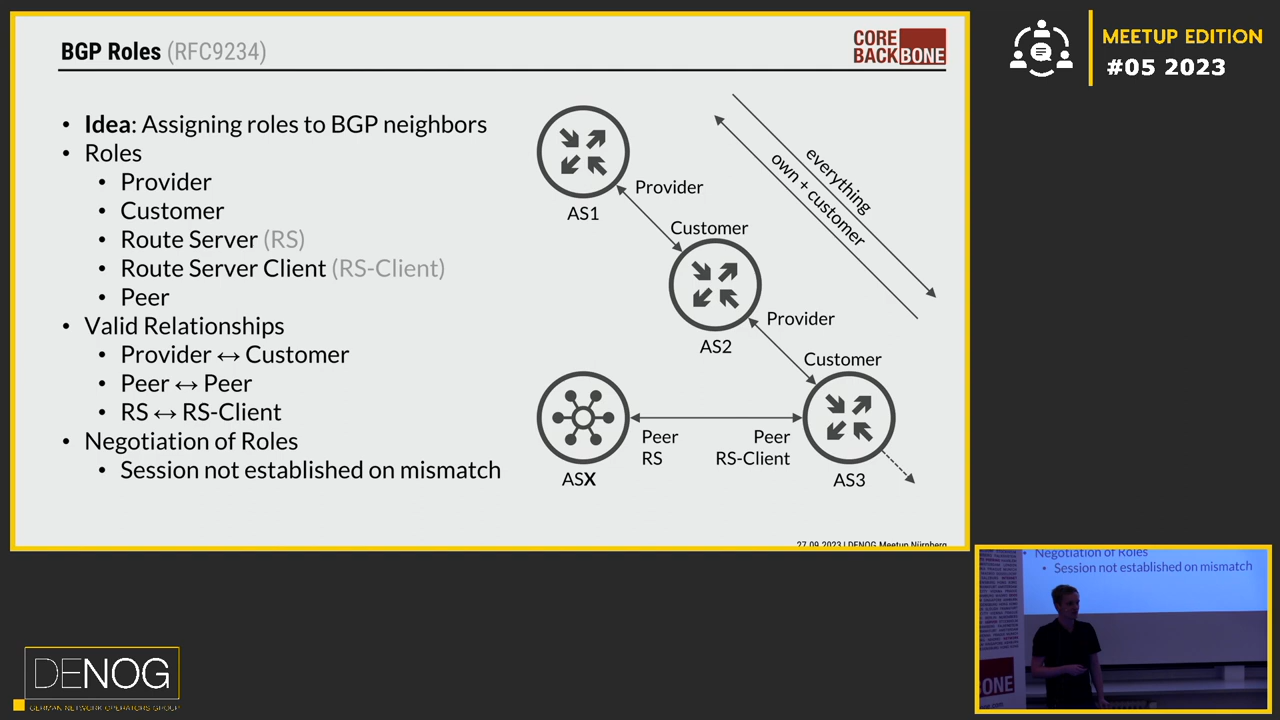 BGP Roles (RFC9234)
CORE
BACKBONE
• Idea: Assigning roles to BGP neighbors
• Roles
• Provider
• Customer
• Route Server (RS)
• Route Server Client (RS-Client)
• Peer
• Valid Relationships
• Provider ↔ Customer
• Peer ↔ Peer
• RS ↔ RS-Client
• Negotiation of Roles
• Session not established on mismatch
everything
own + customer
Provider
AS1
Customer
Provider
AS2
Customer
Peer
RS
Peer
RS-Client
ASX
AS3
27.09.2023 | DENOG Meetup Nürnberg
MEETUP EDITION
#05 2023
• Negotiation of Roles
• Session not established on mismatch
BONE
DENOG
GERMAN NETWORK OPERATORS GROUP